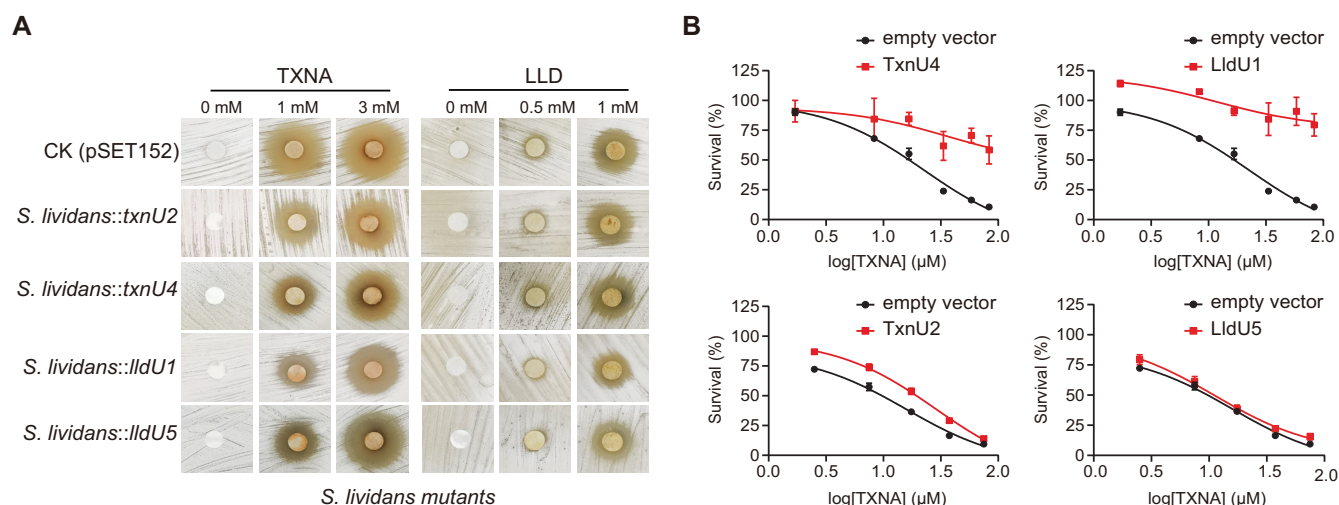 A
TXNA
LLD
0 mM
1 mM
3 mM
0 mM
0.5 mM
1 mM
CK (pSET152)
S. lividans::txnU2
S. lividans::txnU4
S. lividans::lldU1
S. lividans::lldU5
S. lividans mutants
B
empty vector
TxnU4
Survival (%)
125
100
75
50
25
0
0.0
0.5
1.0
1.5
2.0
log[TXNA] (µM)
empty vector
LldU1
Survival (%)
125
100
75
50
25
0
0.0
0.5
1.0
1.5
2.0
log[TXNA] (µM)
empty vector
TxnU2
Survival (%)
125
100
75
50
25
0
0.0
0.5
1.0
1.5
2.0
log[TXNA] (µM)
empty vector
LldU5
Survival (%)
125
100
75
50
25
0
0.0
0.5
1.0
1.5
2.0
log[TXNA] (µM)